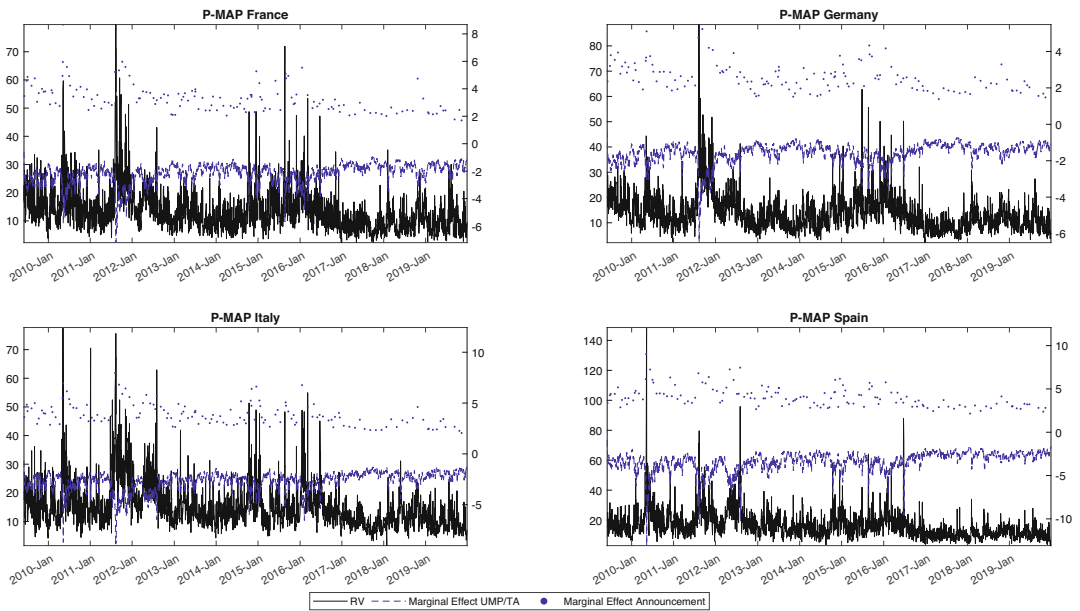 P-MAP France
70
60
50
40
30
20
10
8
6
4
2
0
-2
-4
-6
2010-Jan
2011-Jan
2012-Jan
2013-Jan
2014-Jan
2015-Jan
2016-Jan
2017-Jan
2018-Jan
2019-Jan
P-MAP Germany
80
70
60
50
40
30
20
10
4
2
0
-2
-4
-6
2010-Jan
2011-Jan
2012-Jan
2013-Jan
2014-Jan
2015-Jan
2016-Jan
2017-Jan
2018-Jan
2019-Jan
P-MAP Italy
70
60
50
40
30
20
10
10
5
0
-5
2010-Jan
2011-Jan
2012-Jan
2013-Jan
2014-Jan
2015-Jan
2016-Jan
2017-Jan
2018-Jan
2019-Jan
P-MAP Spain
140
120
100
80
60
40
20
10
5
0
-5
-10
2010-Jan
2011-Jan
2012-Jan
2013-Jan
2014-Jan
2015-Jan
2016-Jan
2017-Jan
2018-Jan
2019-Jan
RV Marginal Effect UMP/TA Marginal Effect Announcement